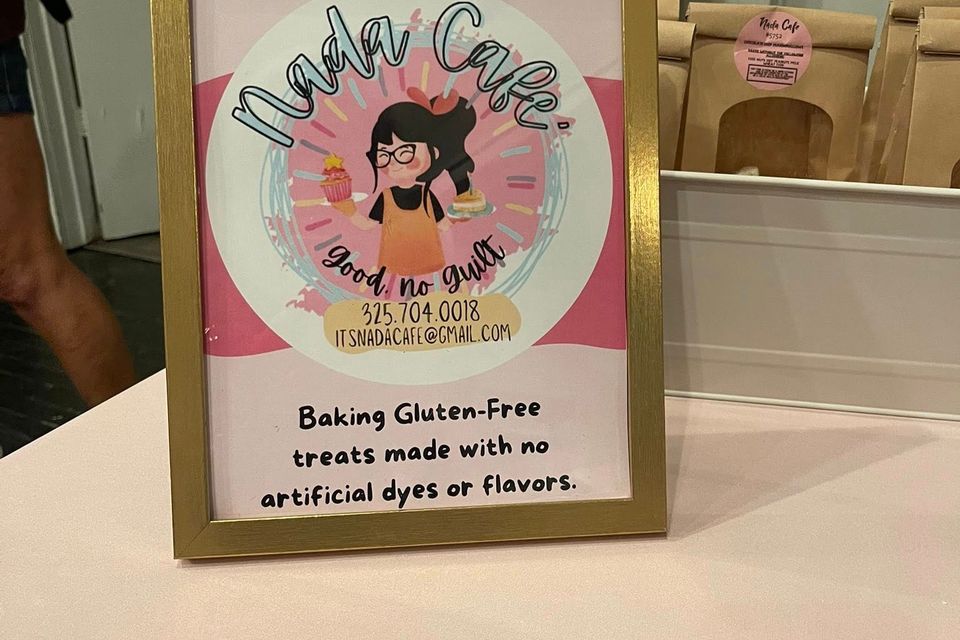 Nada Café.
good. no guilt
325.704.0018
ITSNADACAFE@GMAIL.COM
Baking Gluten-Free
treats made with no
artificial dyes or flavors.
Nada Cafe